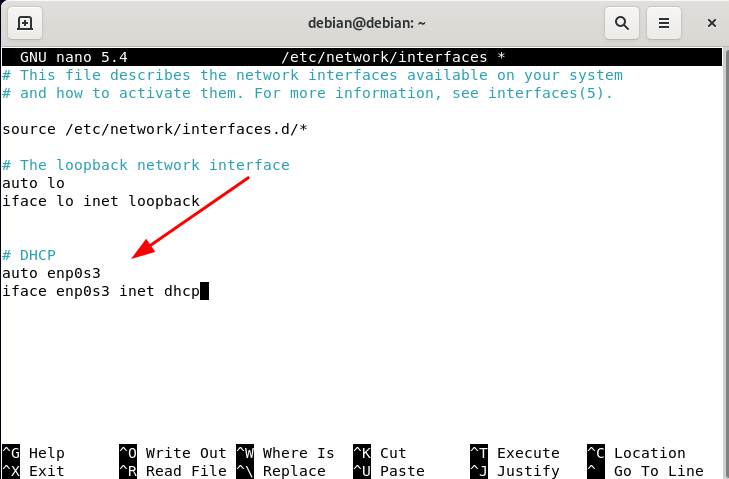 debian@debian: ~
GNU nano 5.4 /etc/network/interfaces *
# This file describes the network interfaces available on your system
# and how to activate them. For more information, see interfaces(5).
source /etc/network/interfaces.d/*
# The loopback network interface
auto lo
iface lo inet loopback
# DHCP
auto enp0s3
iface enp0s3 inet dhcp
^G Help ^O Write Out ^W Where Is ^K Cut ^T Execute ^C Location
^X Exit ^R Read File ^\ Replace ^U Paste ^J Justify ^ Go To Line